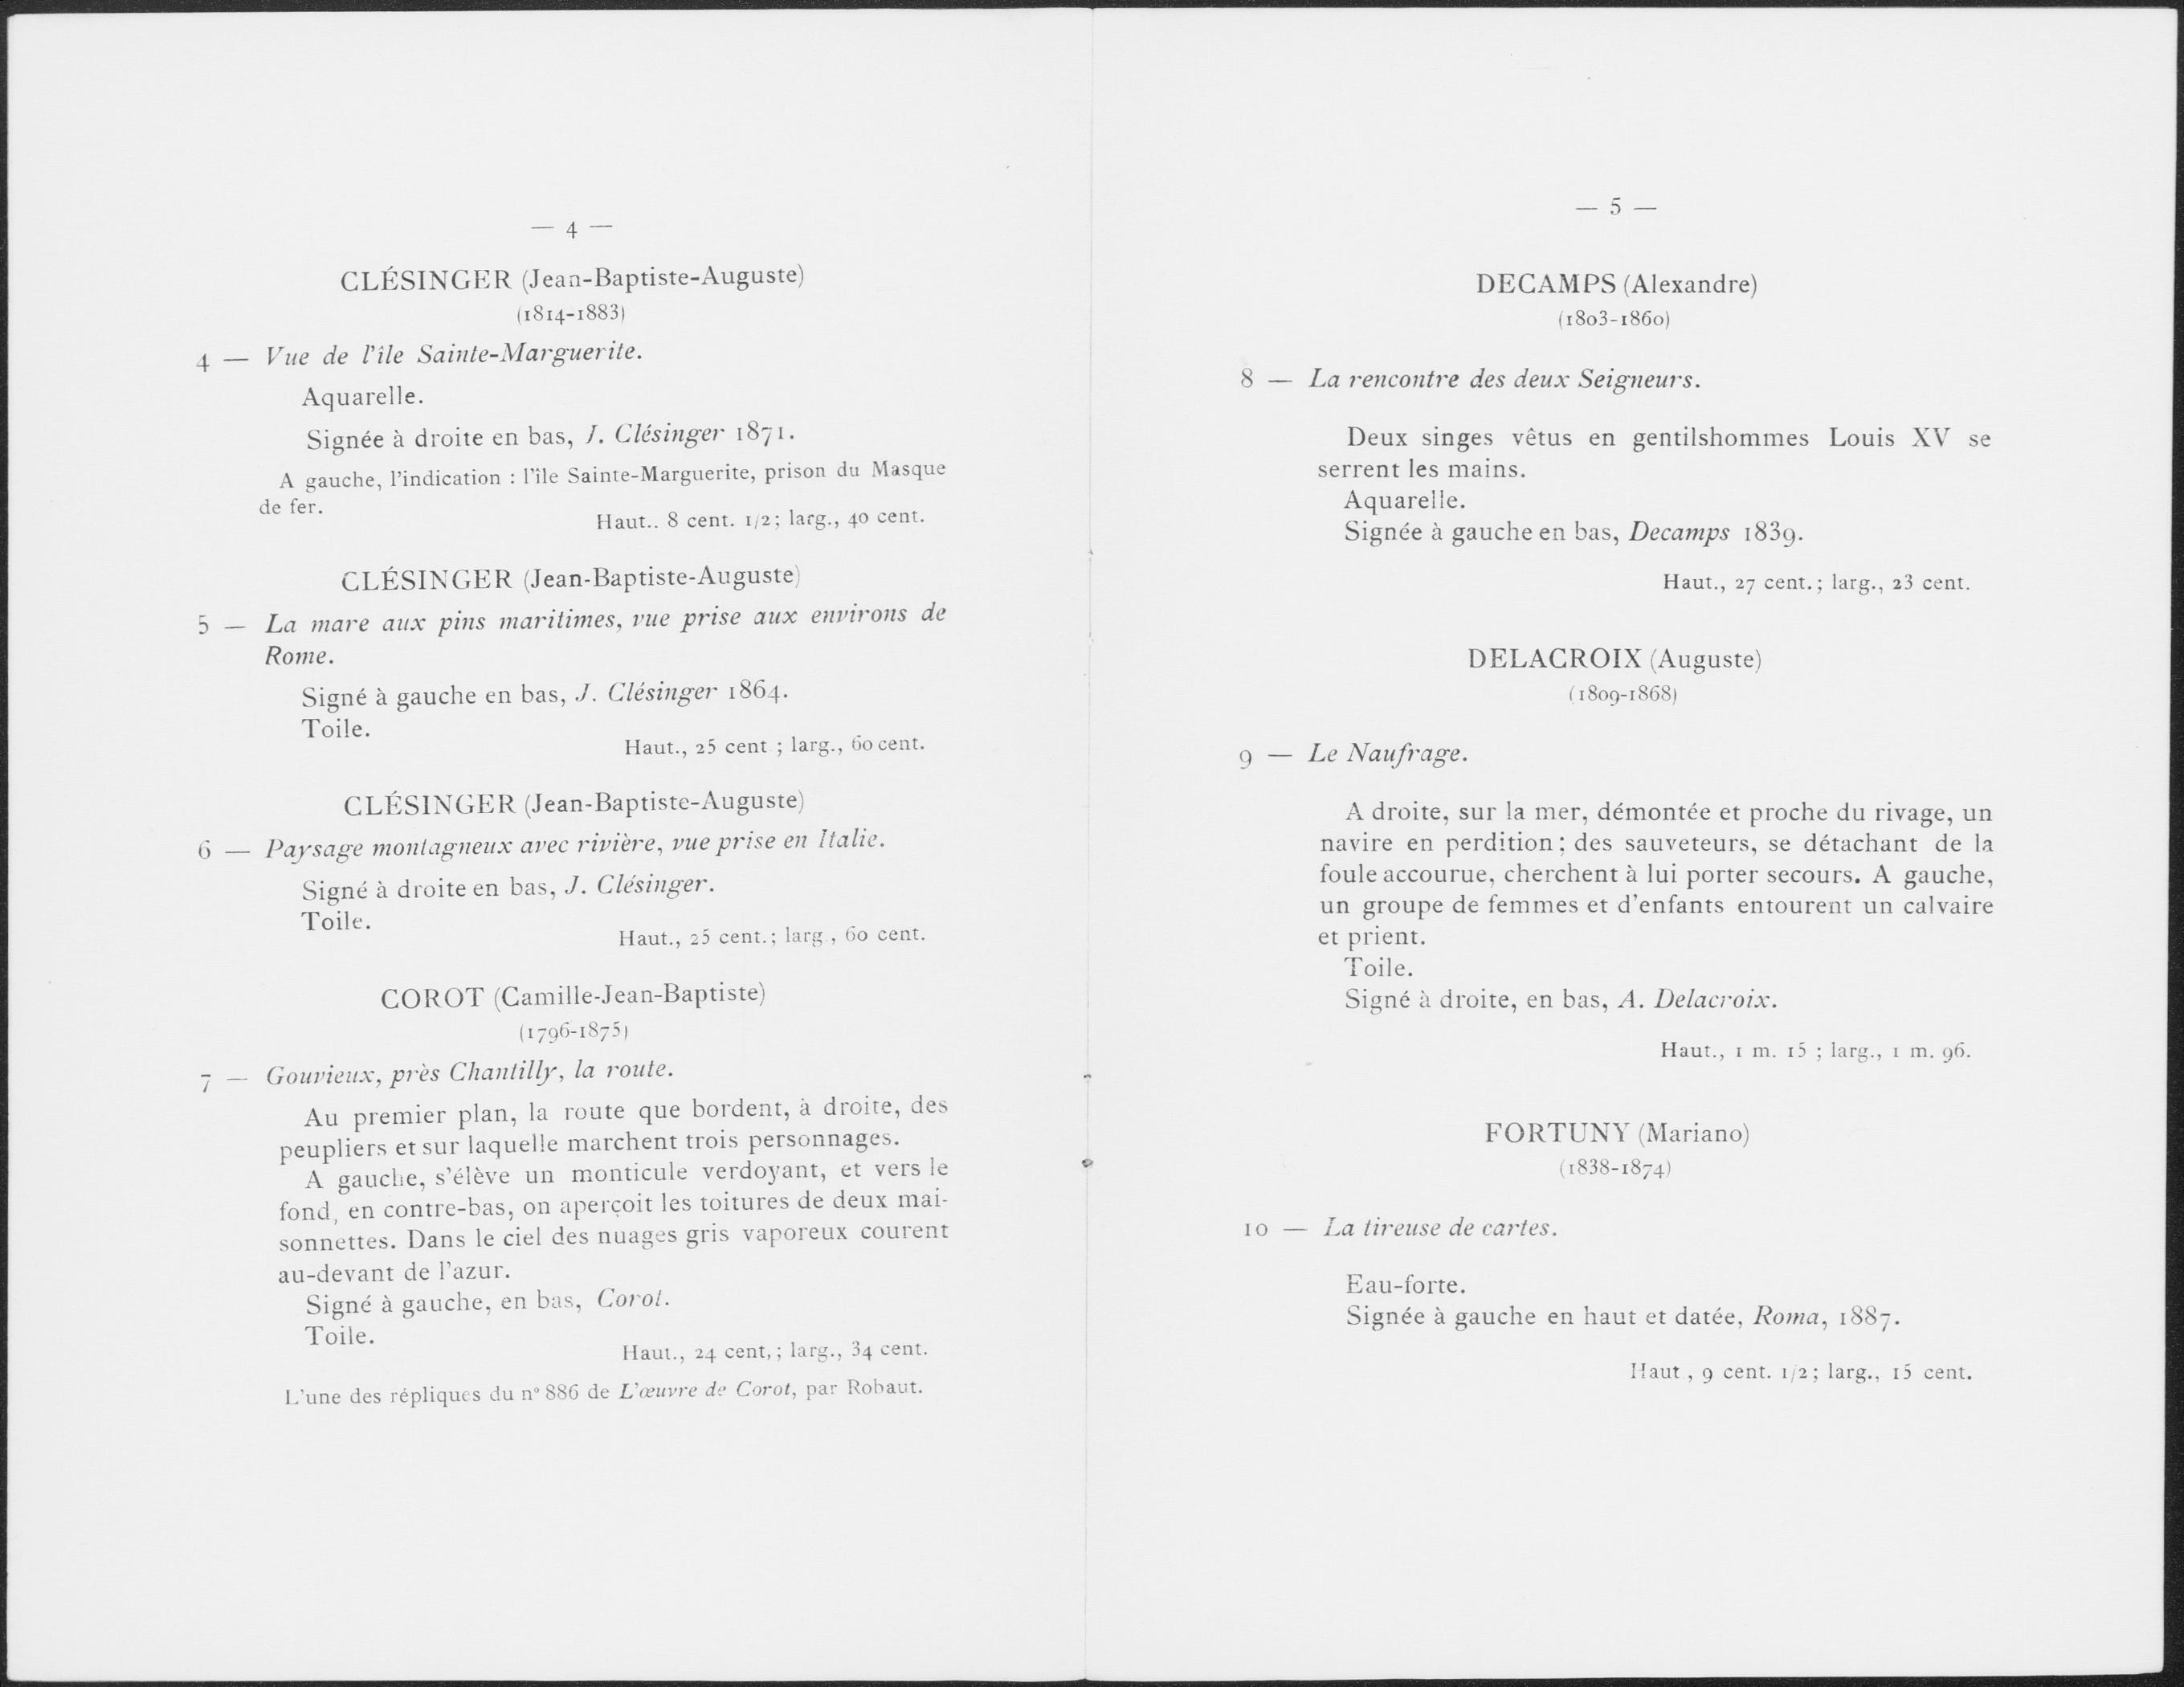 — 4 —
CLÉSINGER (Jean-Baptiste-Auguste)
(1814-1883)
4 — Vue de l'île Sainte-Marguerite.
Aquarelle.
Signée à droite en bas, J. Clésinger 1871.
A gauche, l'indication : l'île Sainte-Marguerite, prison du Masque
de fer.
Haut.. 8 cent. 1/2; larg., 40 cent.
CLÉSINGER (Jean-Baptiste-Auguste)
5 — La mare aux pins maritimes, vue prise aux environs de
Rome.
Signé à gauche en bas, J. Clésinger 1864.
Toile.
Haut., 25 cent ; larg., 60 cent.
CLÉSINGER (Jean-Baptiste-Auguste)
6 — Paysage montagneux avec rivière, vue prise en Italie.
Signé à droite en bas, J. Clésinger.
Toile.
Haut., 25 cent.; larg , 60 cent.
COROT (Camille-Jean-Baptiste)
(1796-1875)
7 — Gouvieux, près Chantilly, la route.
Au premier plan, la route que bordent, à droite, des
peupliers et sur laquelle marchent trois personnages.
A gauche, s'élève un monticule verdoyant, et vers le
fond, en contre-bas, on aperçoit les toitures de deux mai-
sonnettes. Dans le ciel des nuages gris vaporeux courent
au-devant de l'azur.
Signé à gauche, en bas, Corot.
Toile.
Haut., 24 cent,; larg., 34 cent.
L'une des répliques du n° 886 de L'œuvre de Corot, par Robaut.
— 5 —
DECAMPS (Alexandre)
(1803-1860)
8 — La rencontre des deux Seigneurs.
Deux singes vêtus en gentilshommes Louis XV se
serrent les mains.
Aquarelle.
Signée à gauche en bas, Decamps 1839.
Haut., 27 cent.; larg., 23 cent.
DELACROIX (Auguste)
(1809-1868)
9 — Le Naufrage.
A droite, sur la mer, démontée et proche du rivage, un
navire en perdition; des sauveteurs, se détachant de la
foule accourue, cherchent à lui porter secours. A gauche,
un groupe de femmes et d'enfants entourent un calvaire
et prient.
Toile.
Signé à droite, en bas, A. Delacroix.
Haut., 1 m. 15 ; larg., 1 m. 96.
FORTUNY (Mariano)
(1838-1874)
10 — La tireuse de cartes.
Eau-forte.
Signée à gauche en haut et datée, Roma, 1887.
Haut , 9 cent. 1/2; larg., 15 cent.